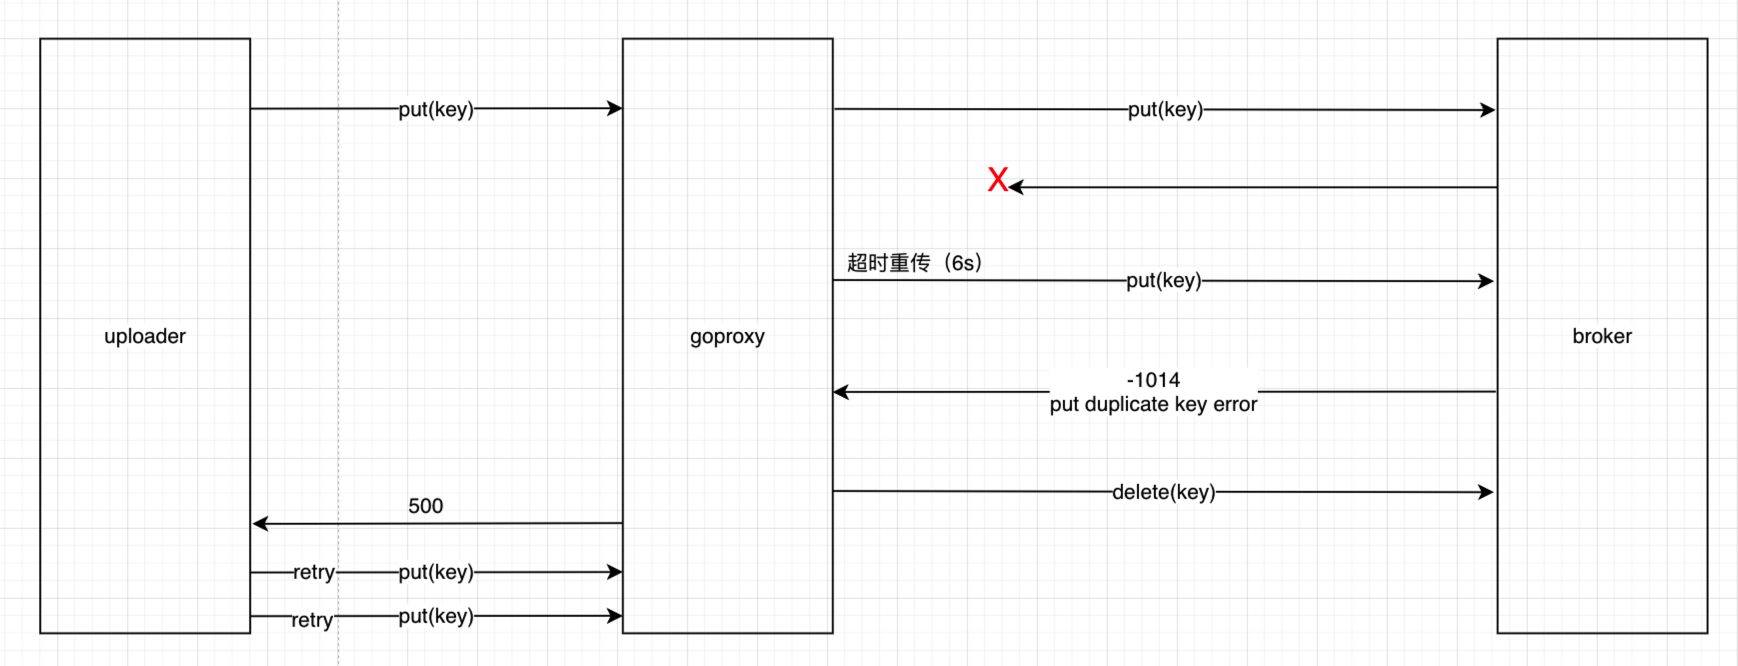 put(key)
put(key)
X
超时重传（6s）
put(key)
uploader
goproxy
broker
-1014
put duplicate key error
delete(key)
500
retry
put(key)
retry
put(key)